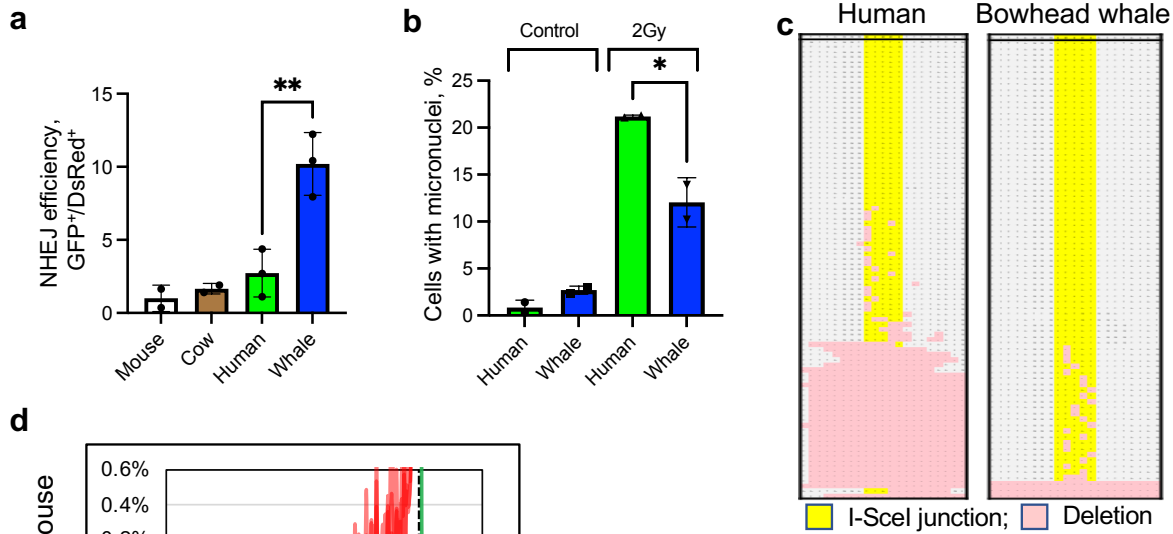 a
NHEJ efficiency,
GFP⁺/DsRed⁺
15
10
5
0
**
Mouse
Cow
Human
Whale
b
Control
2Gy
*
Cells with micronuclei, %
25
20
15
10
5
0
Human
Whale
Human
Whale
c
Human
Bowhead whale
I-SceI junction;
Deletion
d
0.6%
0.4%